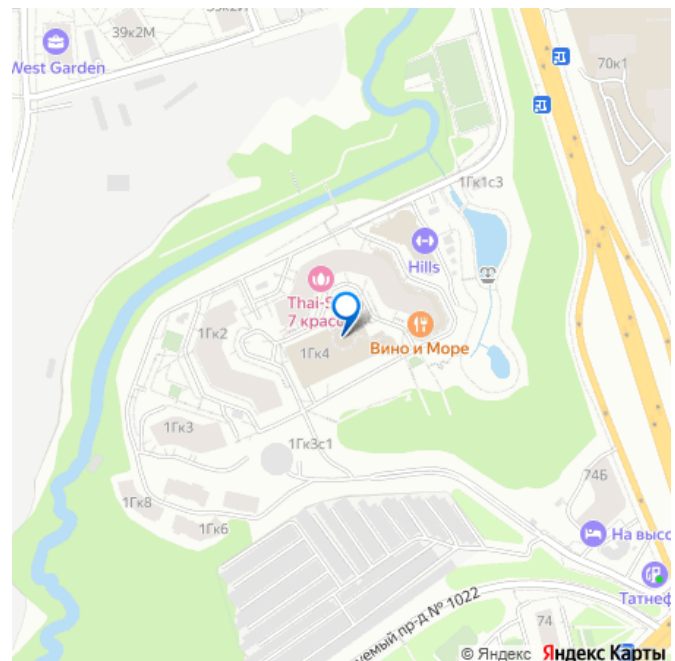 39к2М
West Garden
70к1
1Гк1с3
Hills
Thai-S
7 красо
1Гк2
Вино и Море
1Гк4
1Гк3
1Гк3с1
74Б
1Гк8
1Гк6
На высо
Татнеф
уемый пр-д № 1022
74
© Яндекс Яндекс Карты